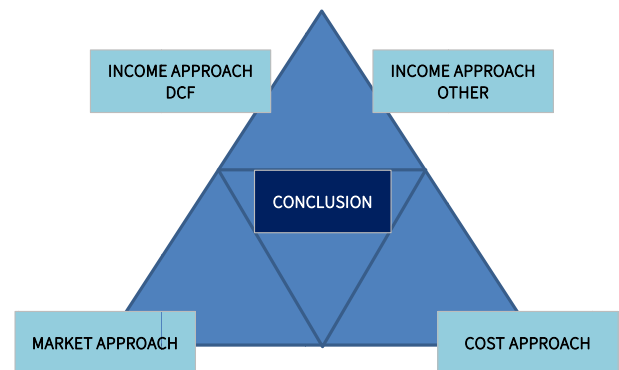 INCOME APPROACH
DCF
INCOME APPROACH
OTHER
CONCLUSION
MARKET APPROACH
COST APPROACH